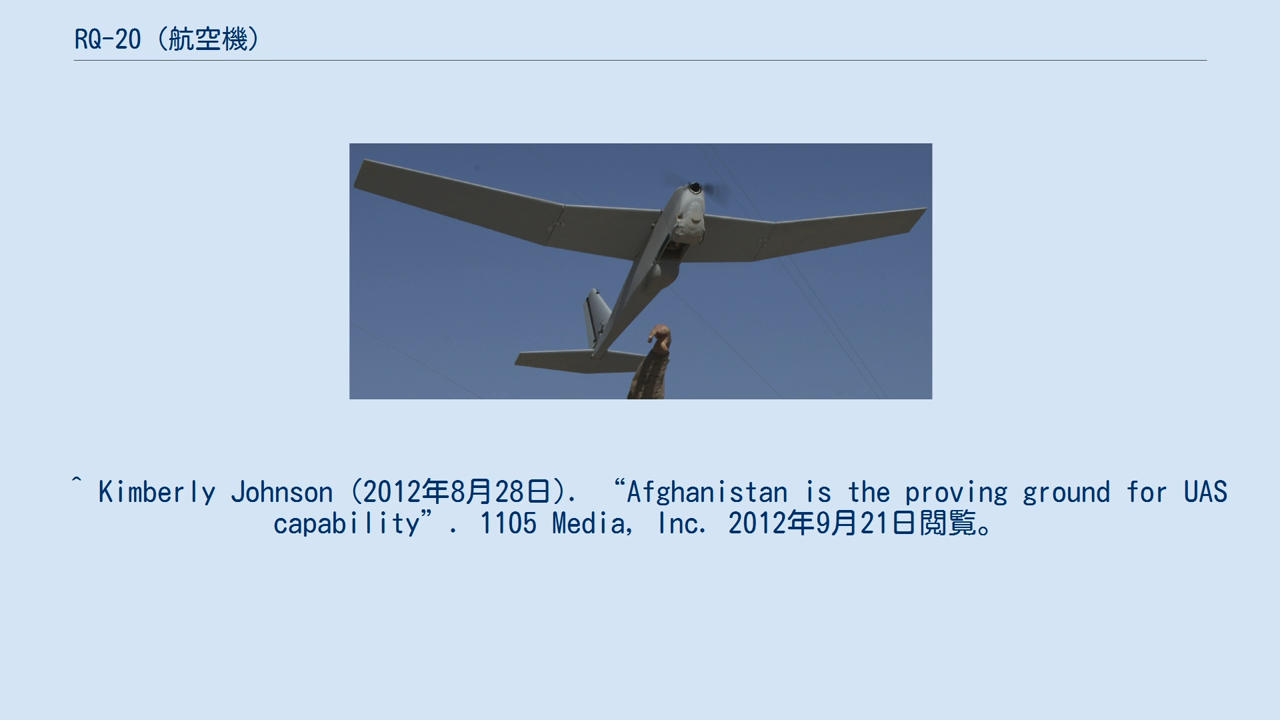 RQ-20（航空機）
^ Kimberly Johnson (2012年8月28日). “Afghanistan is the proving ground for UAS
capability”. 1105 Media, Inc. 2012年9月21日閲覧。